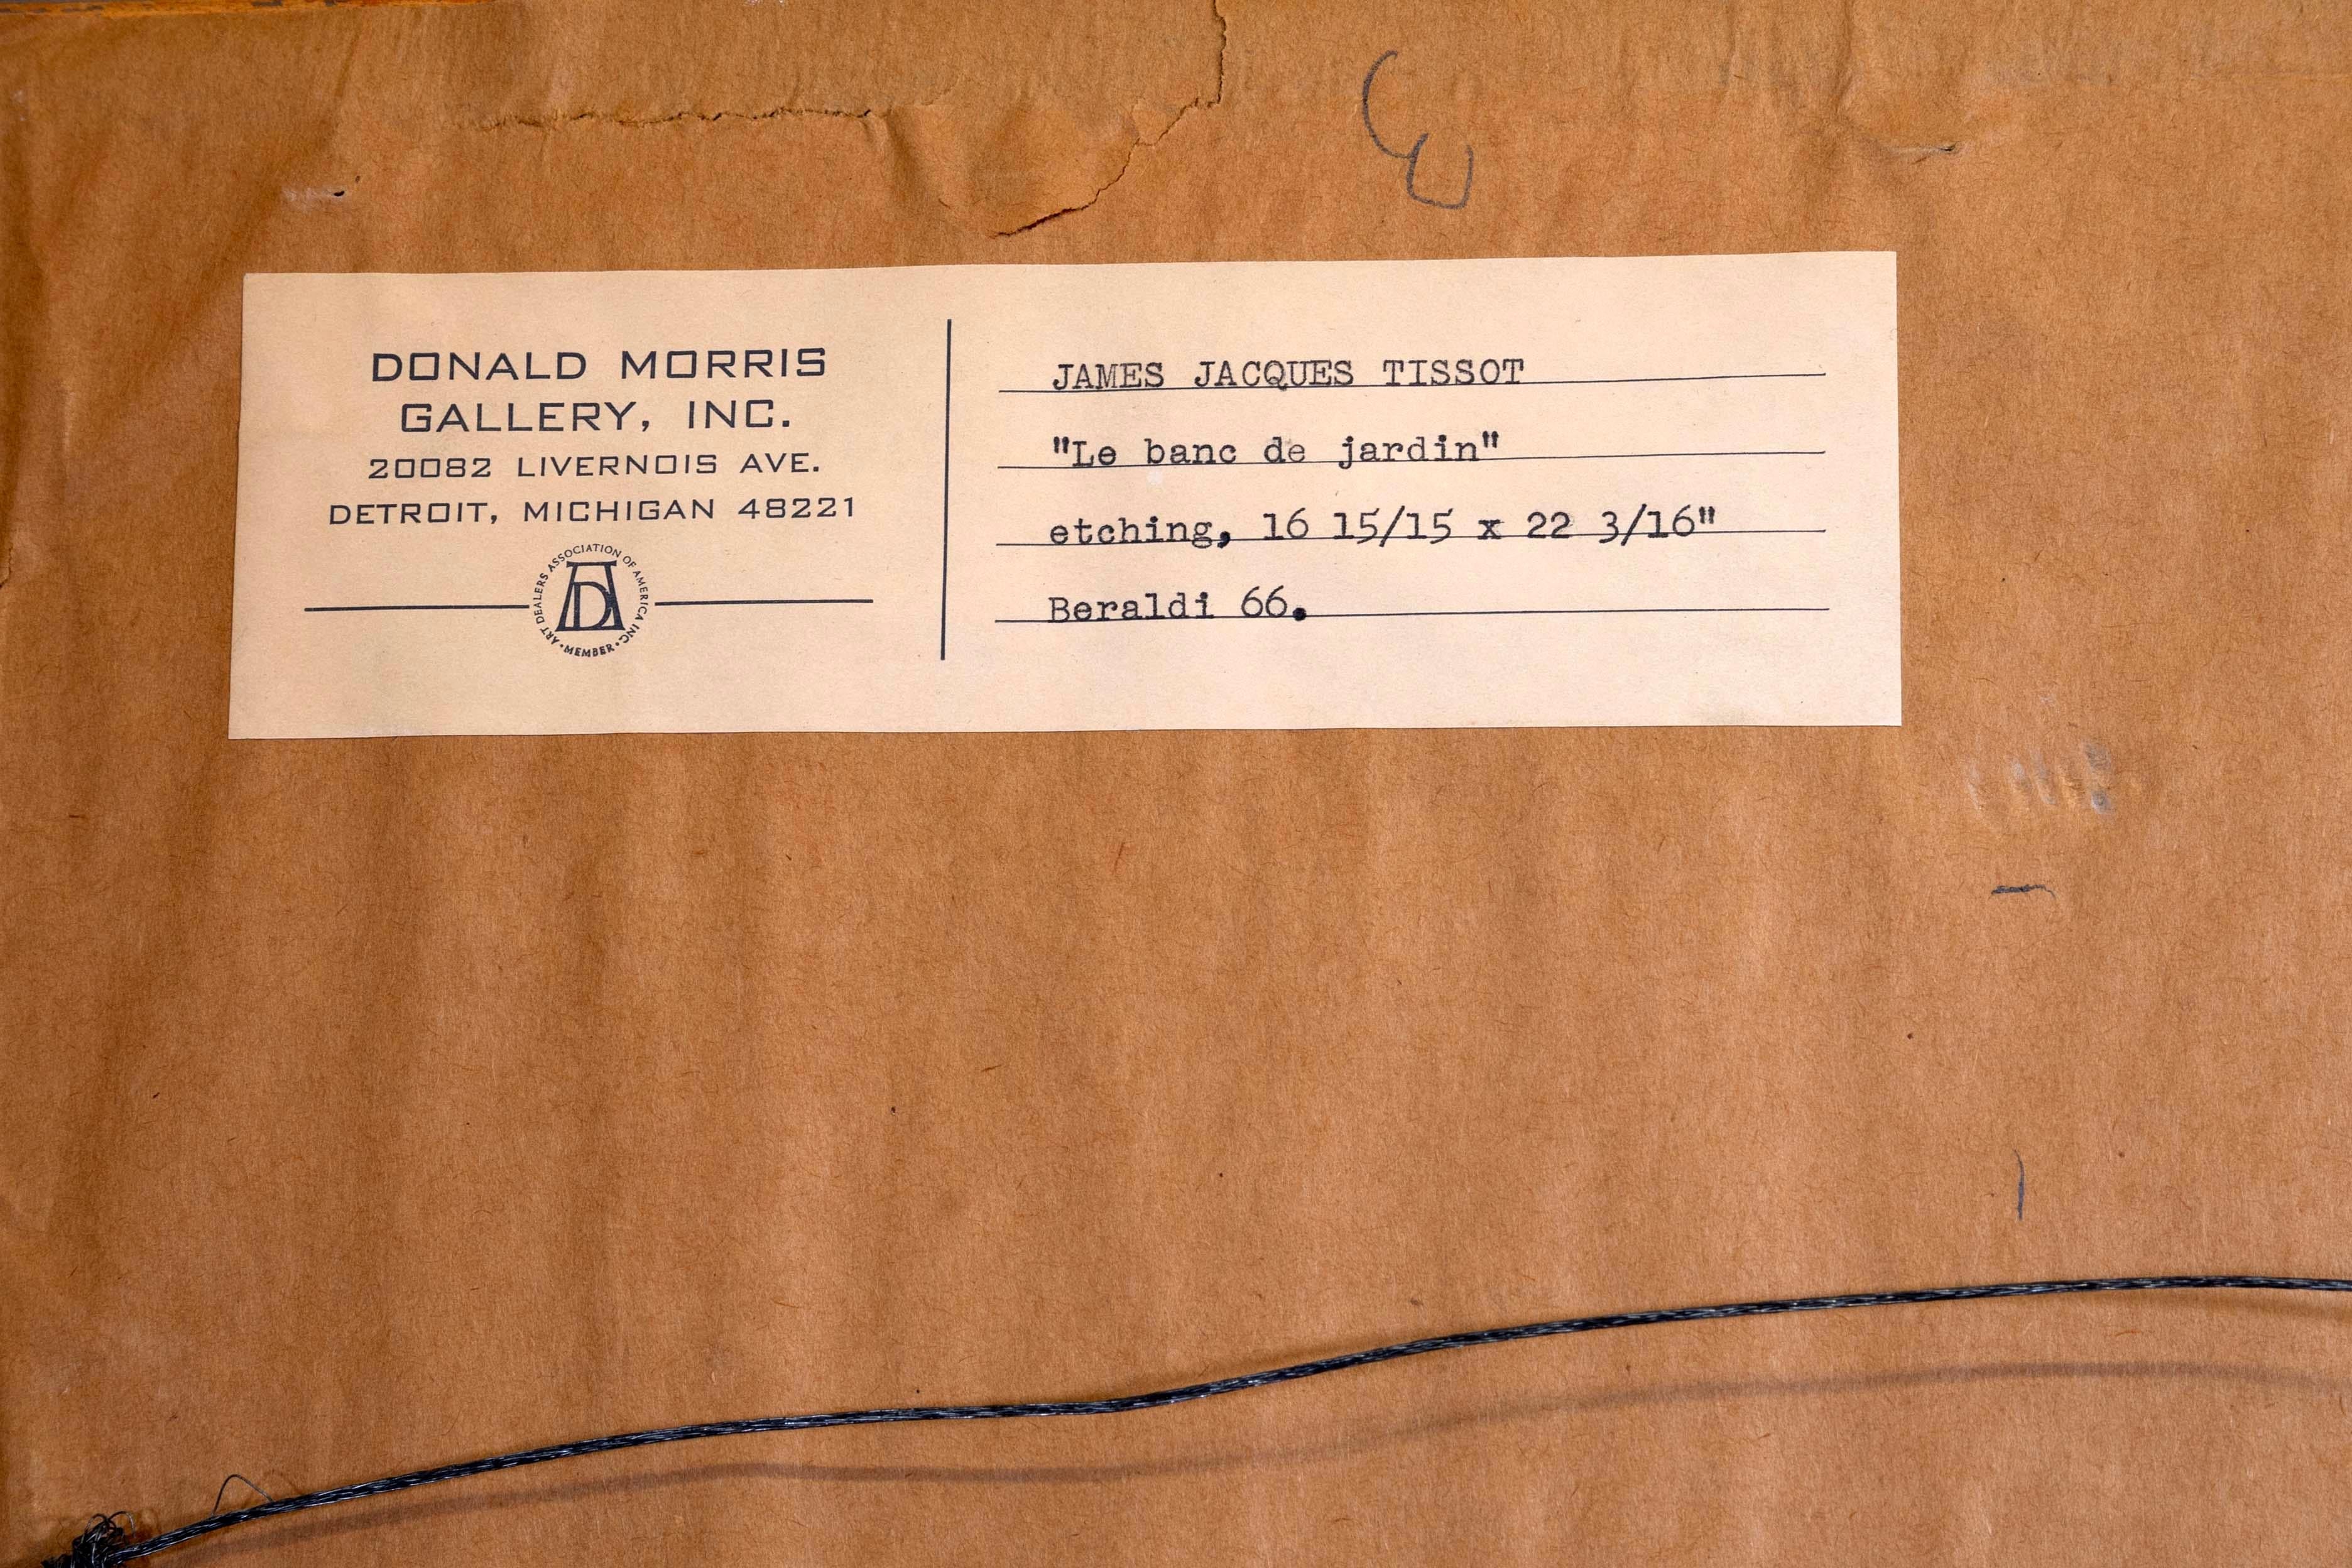 DONALD MORRIS
GALLERY, INC.
20082 LIVERNOIS AVE.
DETROIT, MICHIGAN 48221
ART DEALERS ASSOCIATION OF AMERICA INC.
• MEMBER •
ADA
JAMES JACQUES TISSOT
"Le banc de jardin"
etching, 16 15/15 x 22 3/16"
Beraldi 66.